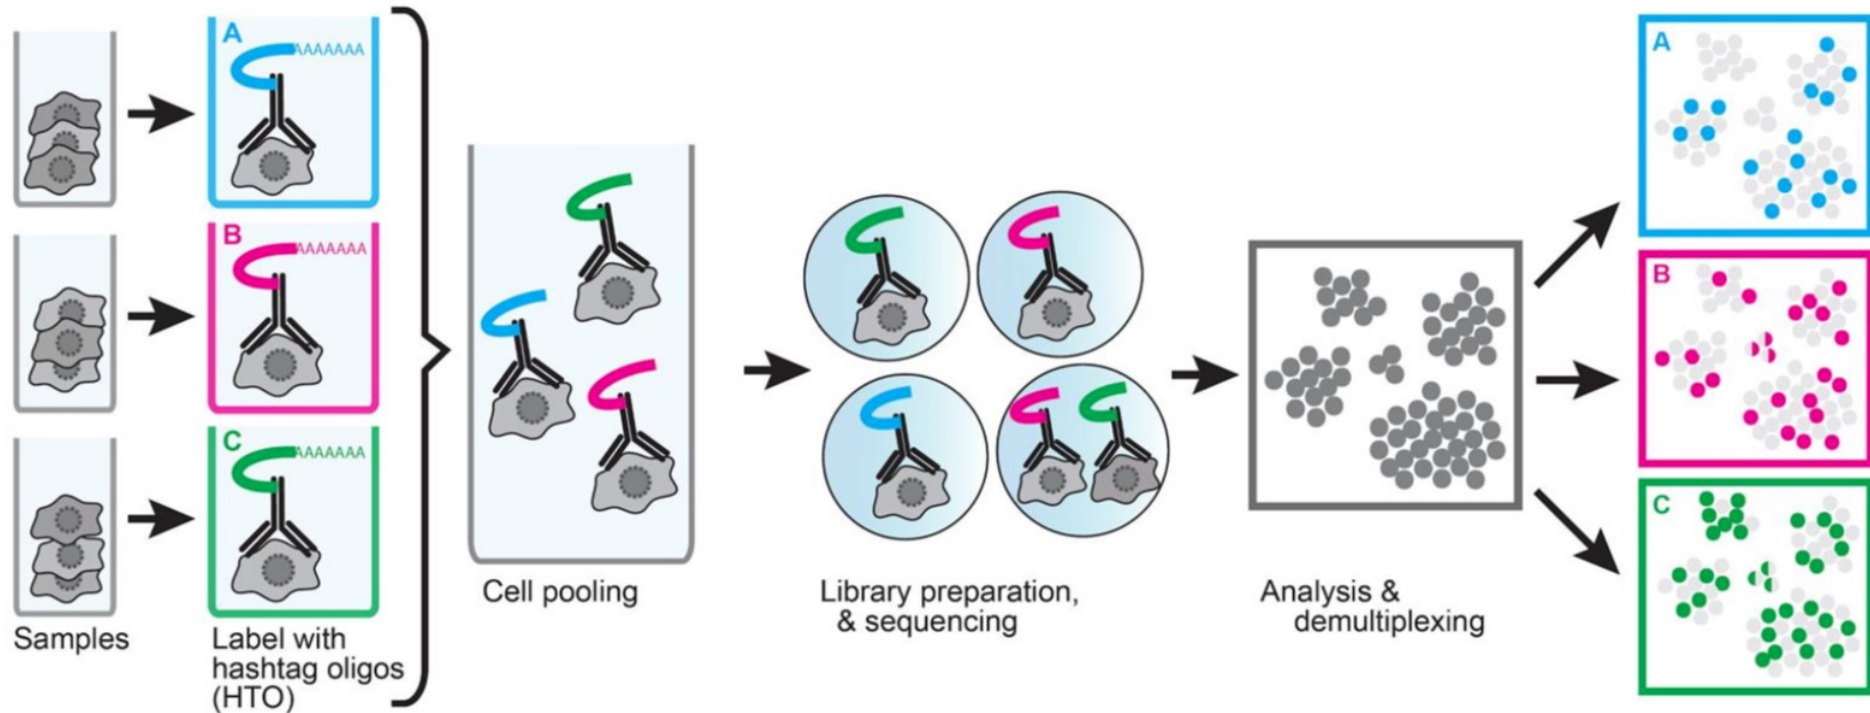 A
AAAAAAA
B
AAAAAAA
C
AAAAAAA
Samples
Label with
hashtag oligos
(HTO)
Cell pooling
Library preparation,
& sequencing
Analysis &
demultiplexing
A
B
C